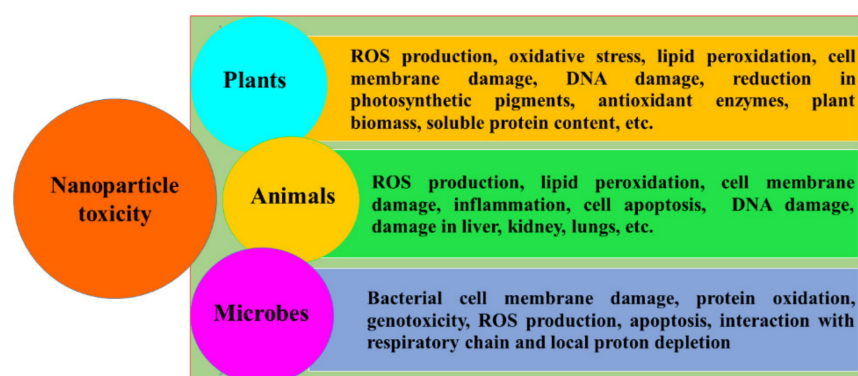 Nanoparticle
toxicity
Plants
ROS production, oxidative stress, lipid peroxidation, cell
membrane damage, DNA damage, reduction in
photosynthetic pigments, antioxidant enzymes, plant
biomass, soluble protein content, etc.
Animals
ROS production, lipid peroxidation, cell membrane
damage, inflammation, cell apoptosis, DNA damage,
damage in liver, kidney, lungs, etc.
Microbes
Bacterial cell membrane damage, protein oxidation,
genotoxicity, ROS production, apoptosis, interaction with
respiratory chain and local proton depletion